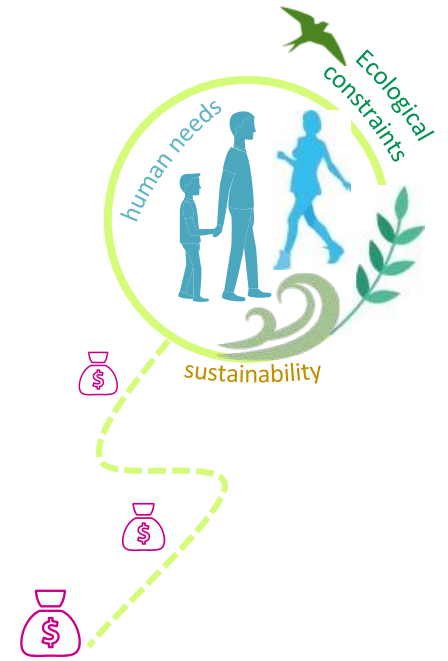 Ecological
constraints
human needs
sustainability
$
$
$